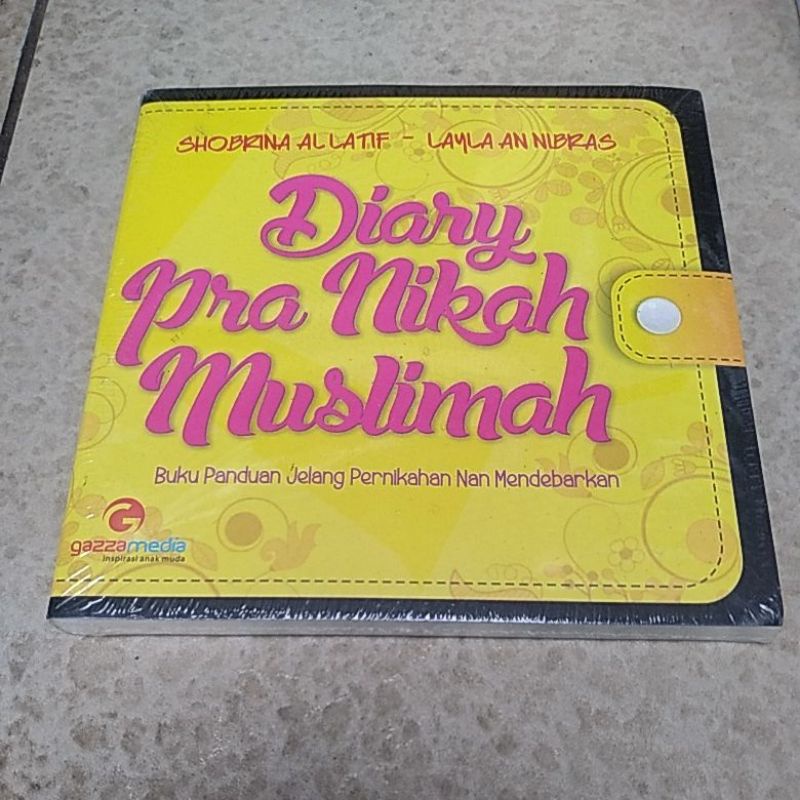 SHOBRINA AL LATIF - LAYLA AN NIBRAS
Diary
Pra Nikah
Muslimah
Buku Panduan Jelang Pernikahan Nan Mendebarkan
gazzamedia
inspirasi anak muda